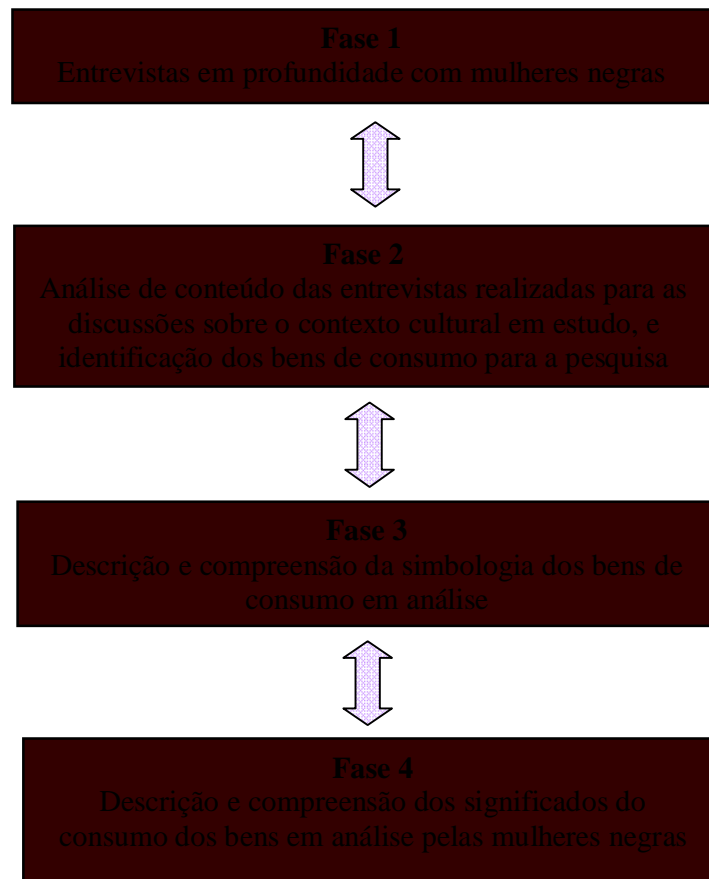 Fase 1
Entrevistas em profundidade com mulheres negras
Fase 2
Análise de conteúdo das entrevistas realizadas para as
discussões sobre o contexto cultural em estudo, e
identificação dos bens de consumo para a pesquisa
Fase 3
Descrição e compreensão da simbologia dos bens de
consumo em análise
Fase 4
Descrição e compreensão dos significados do
consumo dos bens em análise pelas mulheres negras